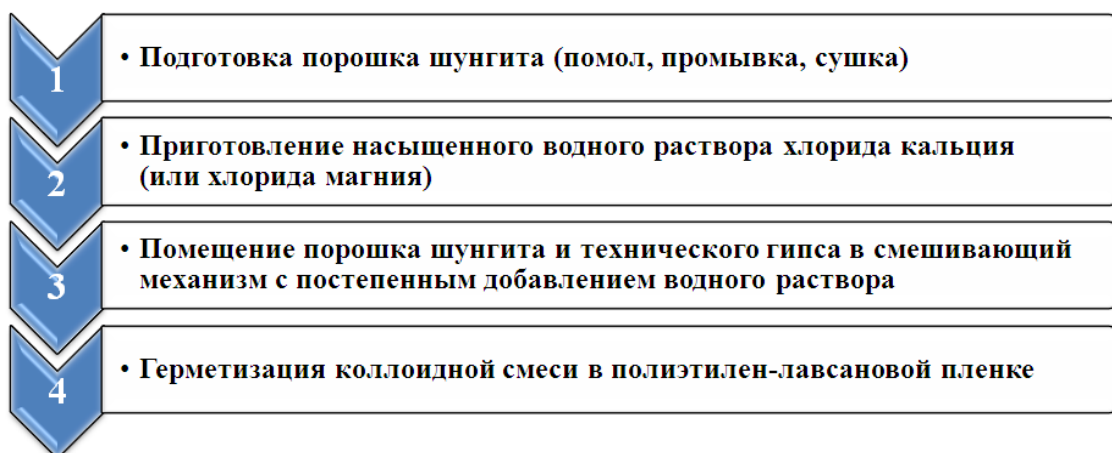 1
• Подготовка порошка шунгита (помол, промывка, сушка)
2
• Приготовление насыщенного водного раствора хлорида кальция
(или хлорида магния)
3
• Помещение порошка шунгита и технического гипса в смешивающий
механизм с постепенным добавлением водного раствора
4
• Герметизация коллоидной смеси в полиэтилен-лавсановой пленке